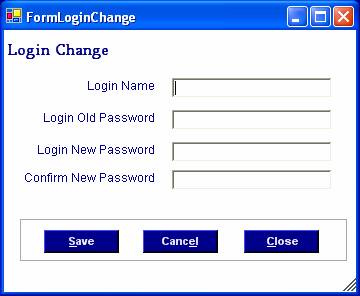 FormLoginChange
Login Change
Login Name
Login Old Password
Login New Password
Confirm New Password
Save Cancel Close